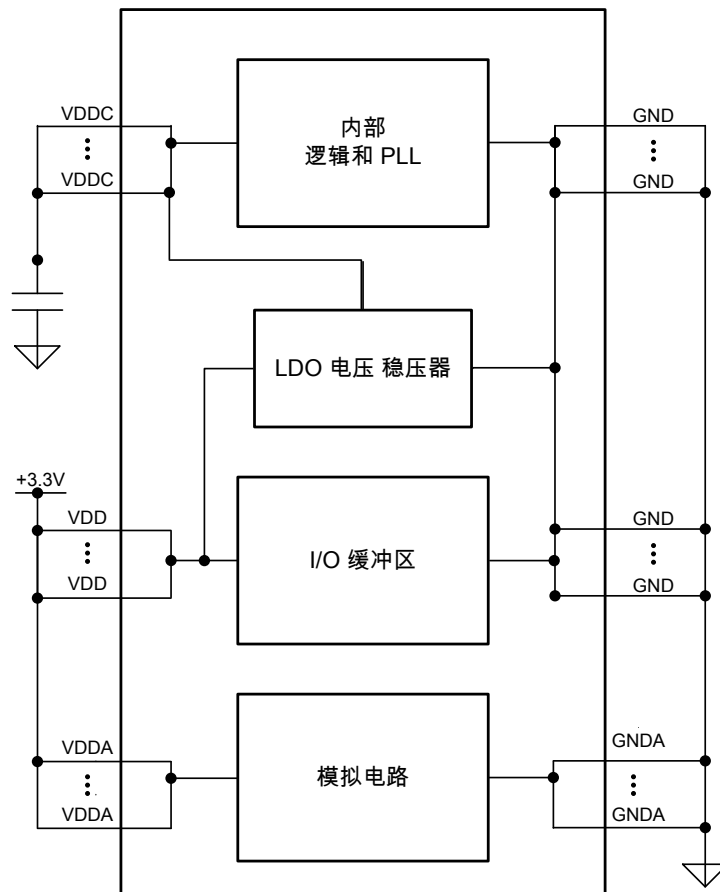 VDDC
VDDC
内部
逻辑和 PLL
GND
GND
LDO 电压 稳压器
+3.3V
VDD
VDD
I/O 缓冲区
GND
GND
VDDA
VDDA
模拟电路
GNDA
GNDA